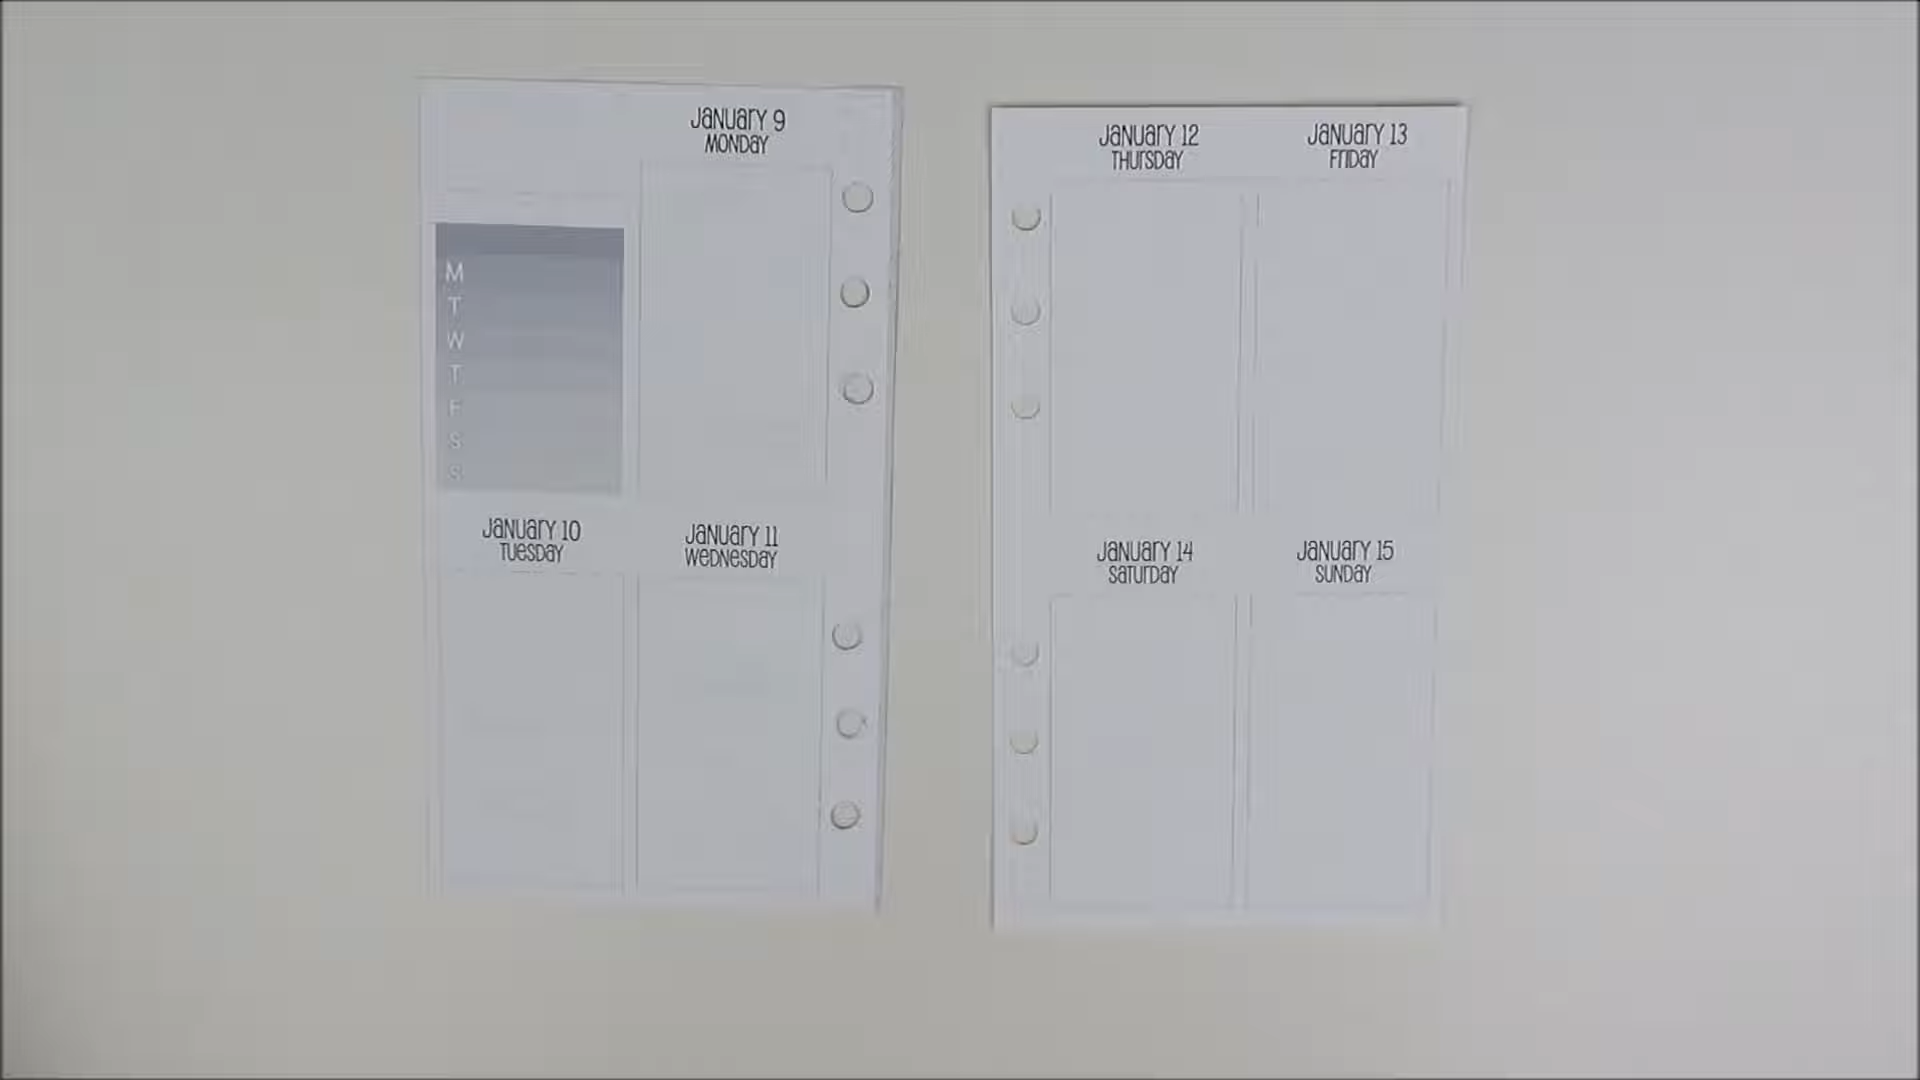 January 9
Monday
M
T
W
T
F
S
S
January 10
Tuesday
January 11
Wednesday
January 12
Thursday
January 13
Friday
January 14
Saturday
January 15
Sunday